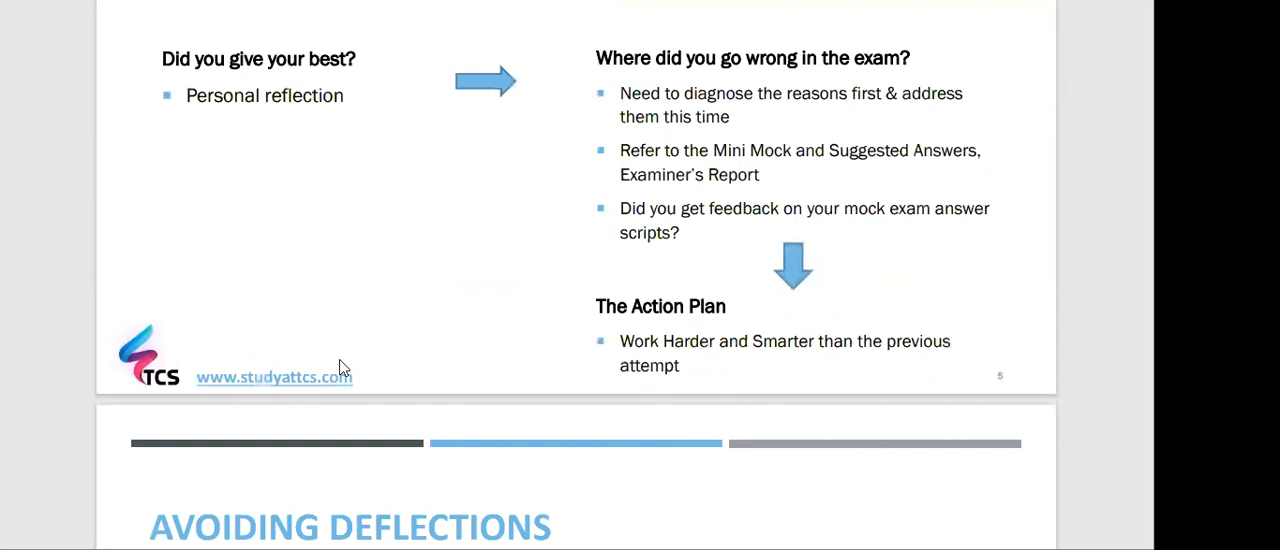 Did you give your best?
Personal reflection
Where did you go wrong in the exam?
Need to diagnose the reasons first & address
them this time
Refer to the Mini Mock and Suggested Answers,
Examiner's Report
Did you get feedback on your mock exam answer
scripts?
The Action Plan
Work Harder and Smarter than the previous
attempt
TCS
www.studyattcs.com
5
AVOIDING DEFLECTIONS